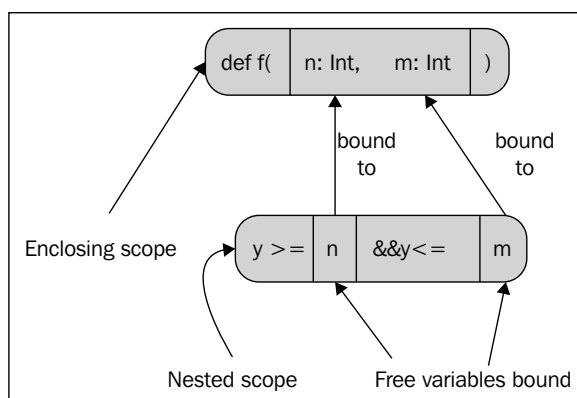 def f( n: Int, m: Int )
bound to
bound to
Enclosing scope
y >= n &&y<= m
Nested scope
Free variables bound